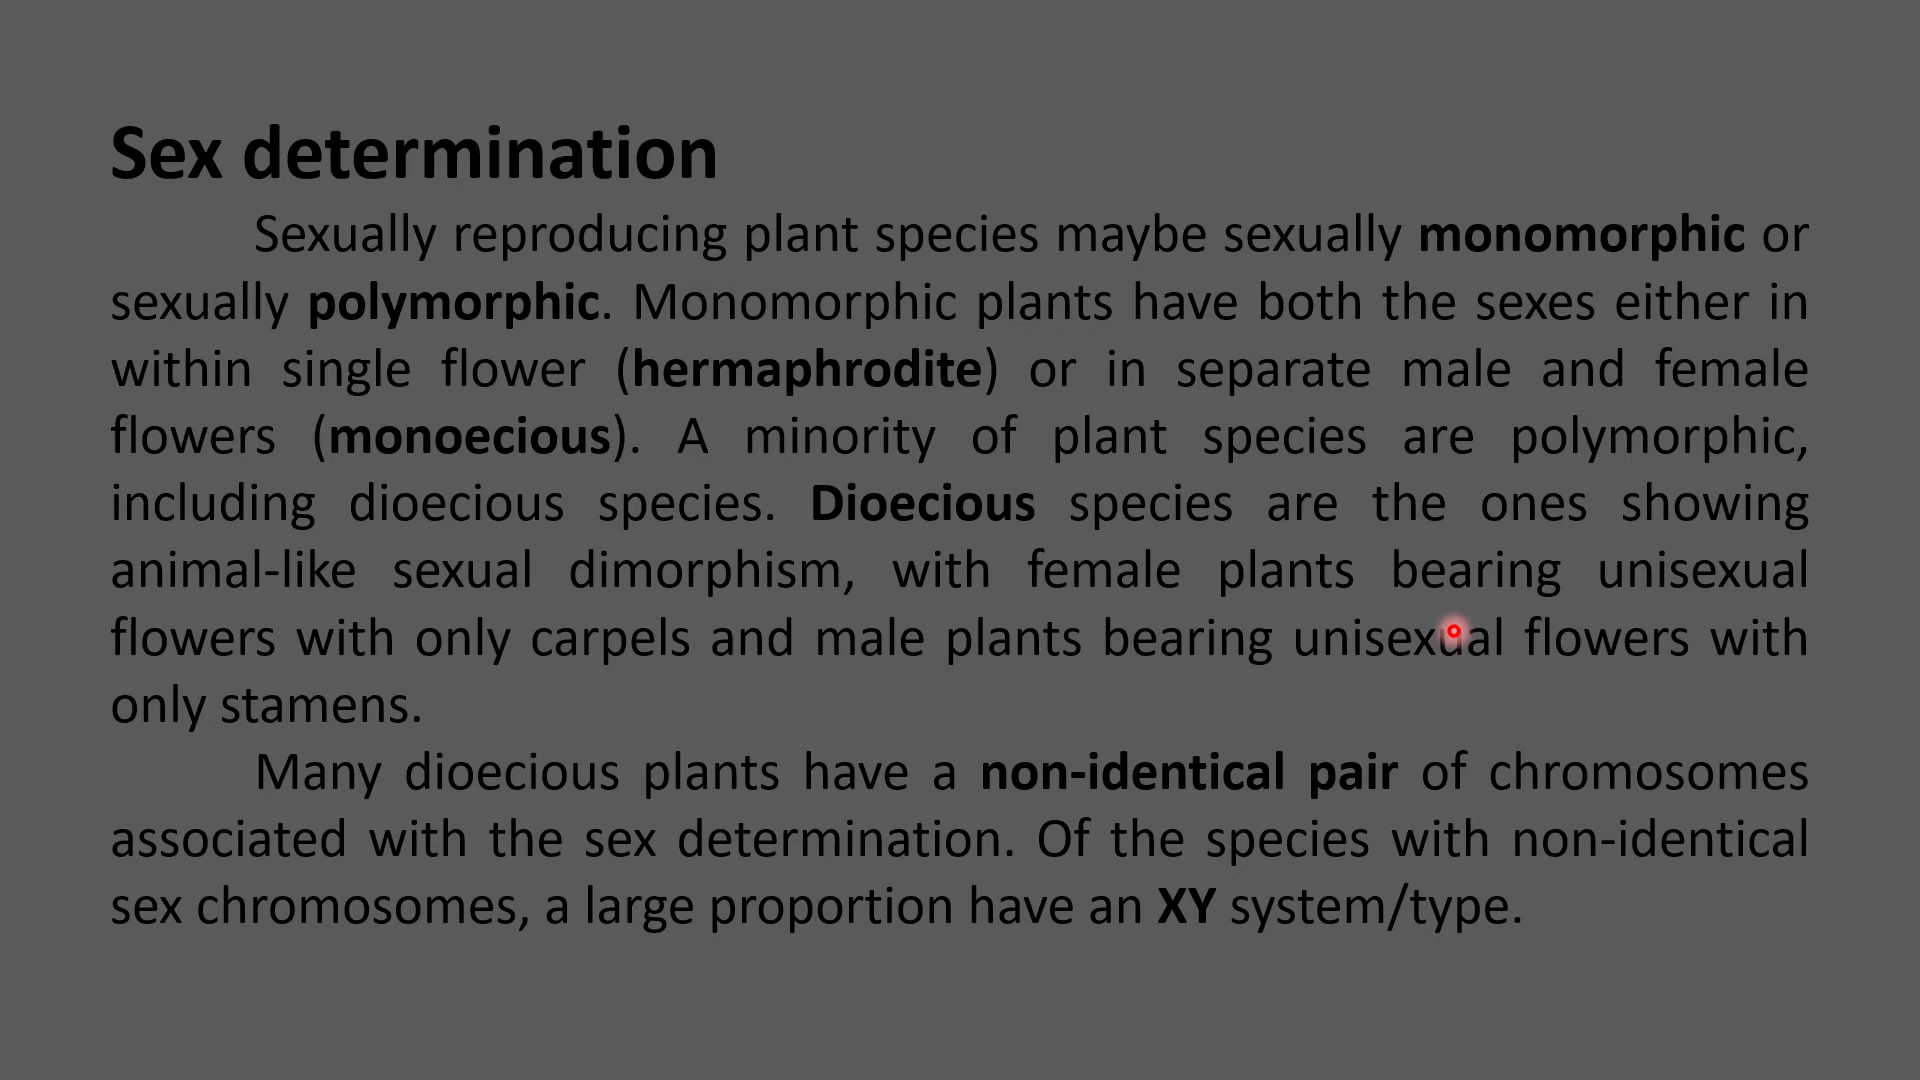 Sex determination
Sexually reproducing plant species maybe sexually monomorphic or
sexually polymorphic. Monomorphic plants have both the sexes either in
within single flower (hermaphrodite) or in separate male and female
flowers (monoecious). A minority of plant species are polymorphic,
including dioecious species. Dioecious species are the ones showing
animal-like sexual dimorphism, with female plants bearing unisexual
flowers with only carpels and male plants bearing unisexual flowers with
only stamens.
Many dioecious plants have a non-identical pair of chromosomes
associated with the sex determination. Of the species with non-identical
sex chromosomes, a large proportion have an XY system/type.